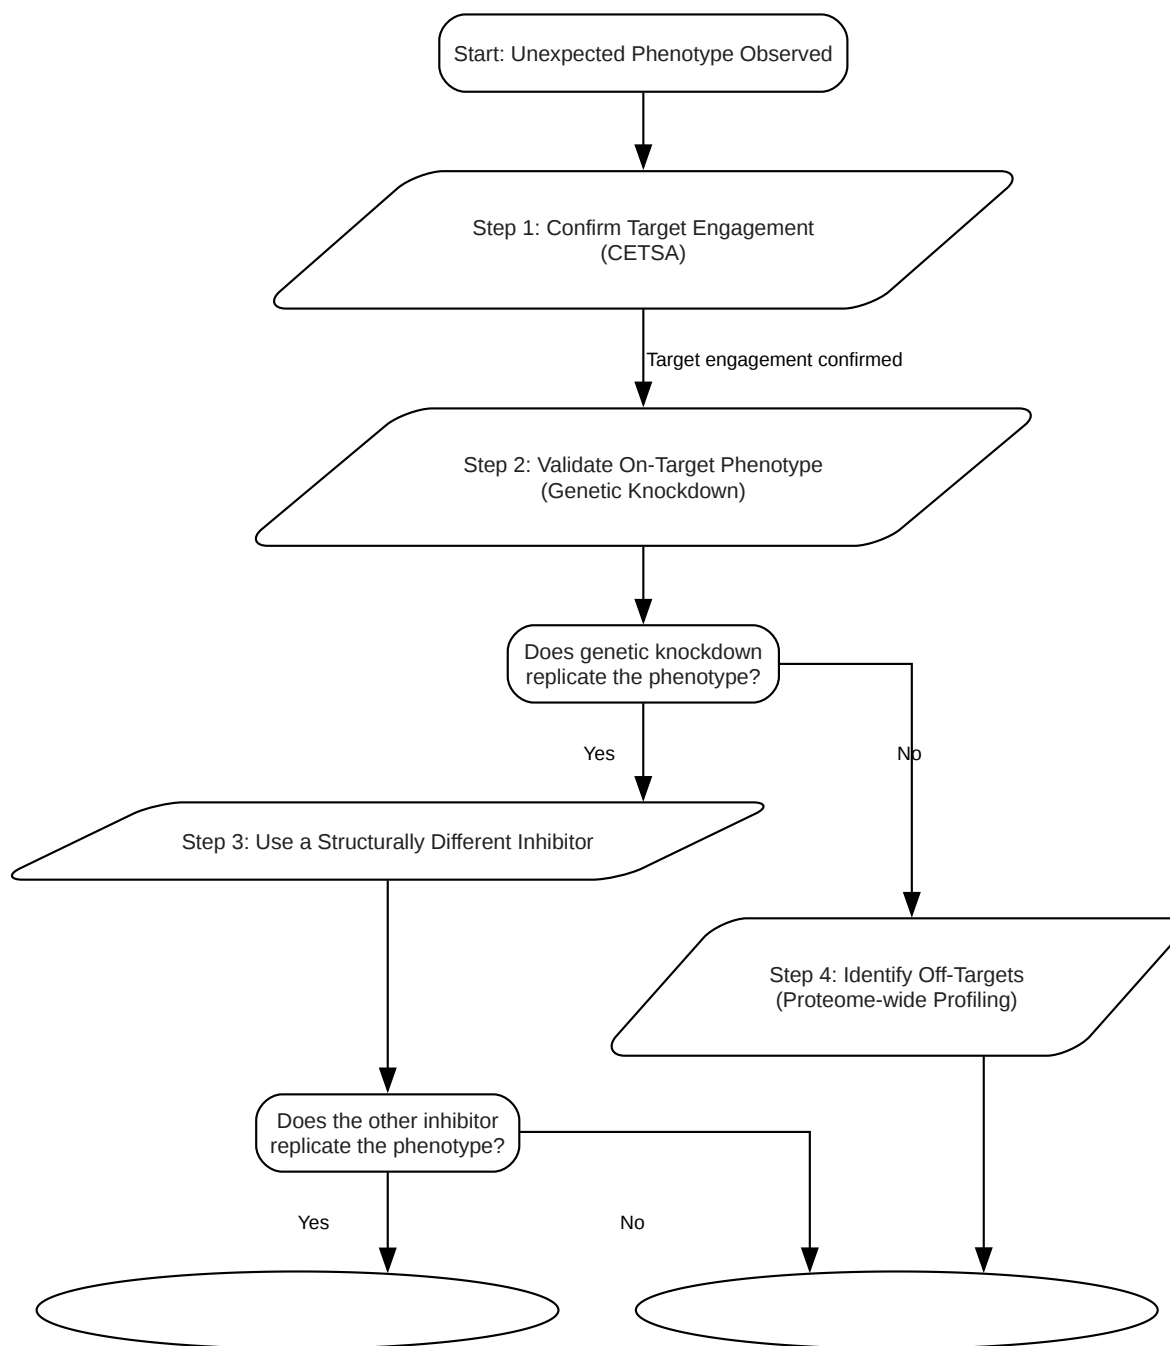 Start: Unexpected Phenotype Observed
Step 1: Confirm Target Engagement
(CETSA)
Target engagement confirmed
Step 2: Validate On-Target Phenotype
(Genetic Knockdown)
Does genetic knockdown
replicate the phenotype?
Yes
No
Step 3: Use a Structurally Different Inhibitor
Step 4: Identify Off-Targets
(Proteome-wide Profiling)
Does the other inhibitor
replicate the phenotype?
Yes
No